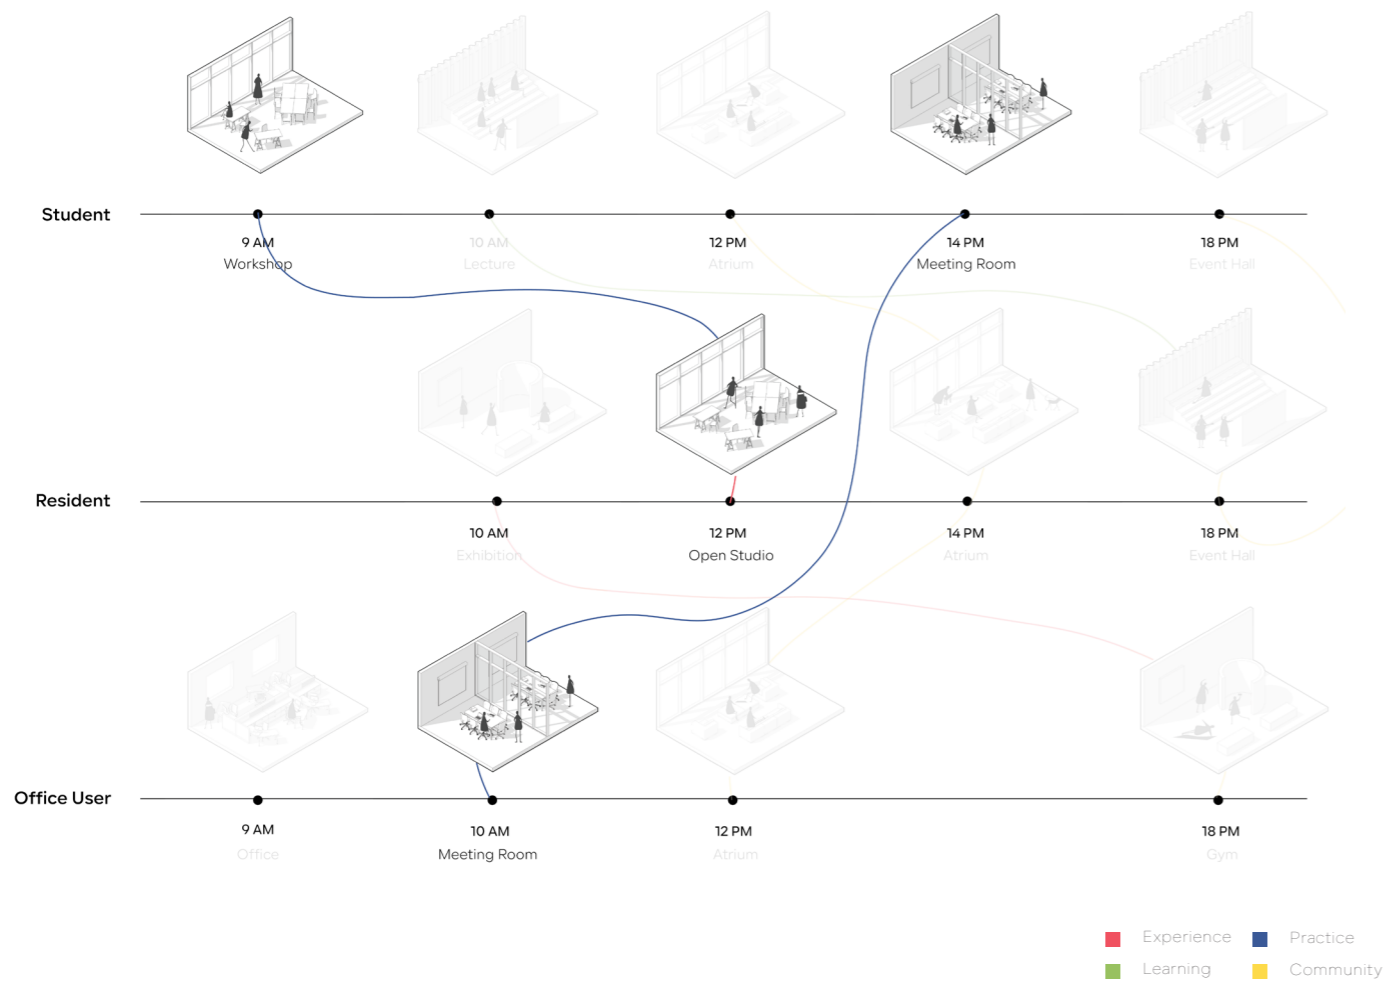 Student
9 AM
10 AM
12 PM
14 PM
18 PM
Workshop
Lecture
Atrium
Meeting Room
Event Hall
Resident
10 AM
12 PM
14 PM
18 PM
Exhibition
Open Studio
Atrium
Event Hall
Office User
9 AM
10 AM
12 PM
18 PM
Office
Meeting Room
Atrium
Gym
Experience
Practice
Learning
Community